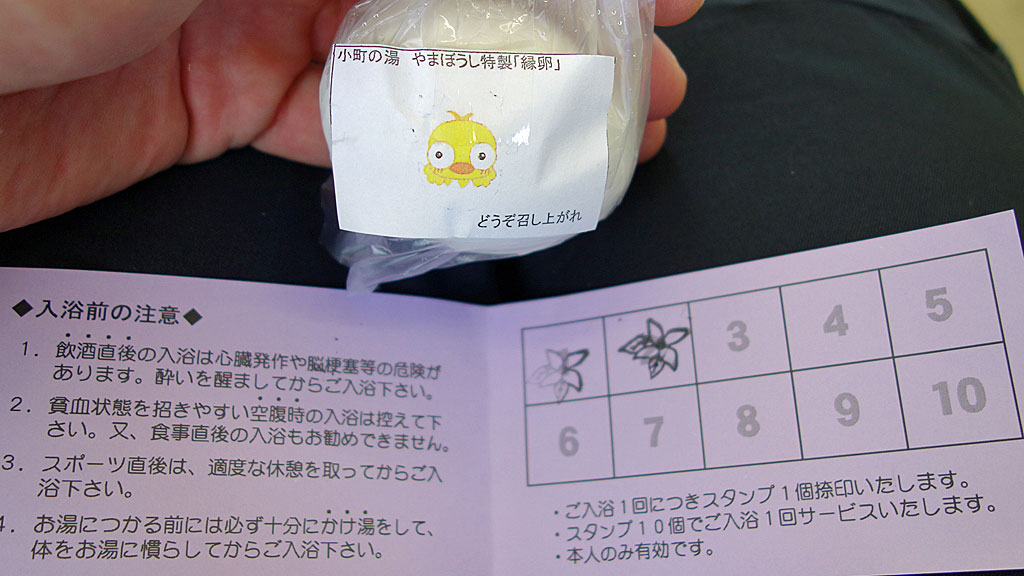 小町の湯　やまぼうし特製「縁卵」
どうぞ召し上がれ
◆入浴前の注意◆
1．飲酒直後の入浴は心臓発作や脳梗塞等の危険が
あります。酔いを醒ましてからご入浴下さい。
2．貧血状態を招きやすい空腹時の入浴は控えて下
さい。又、食事直後の入浴もお勧めできません。
3．スポーツ直後は、適度な休憩を取ってからご入
浴下さい。
4．お湯につかる前には必ず十分にかけ湯をして、
体をお湯に慣らしてからご入浴下さい。
3 4 5
6 7 8 9 10
・ご入浴1回につきスタンプ1個捺印いたします。
・スタンプ10個でご入浴1回サービスいたします。
・本人のみ有効です。